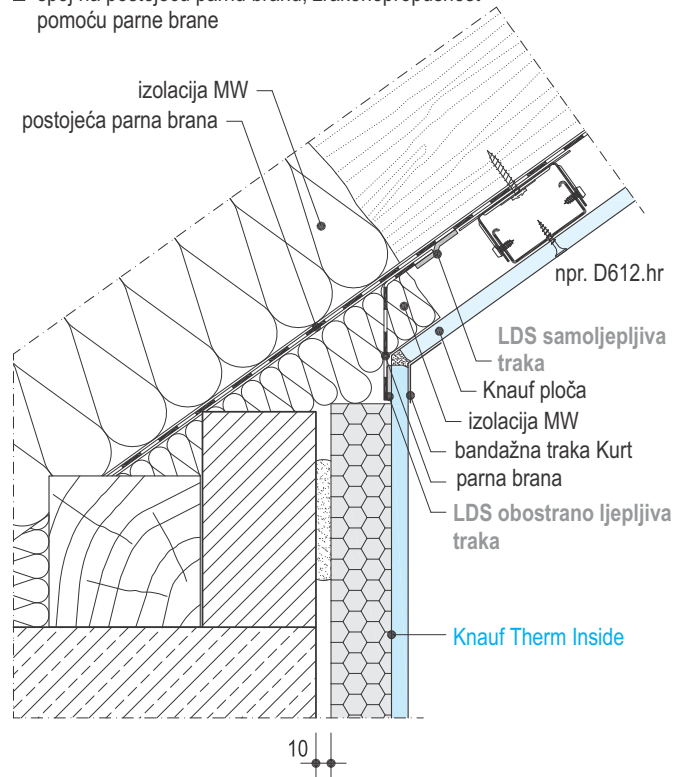 pomoću parne brane
izolacija MW
postojeća parna brana
npr. D612.hr
LDS samoljepljiva
traka
Knauf ploča
izolacija MW
bandažna traka Kurt
parna brana
LDS obostrano ljepljiva
traka
Knauf Therm Inside
10